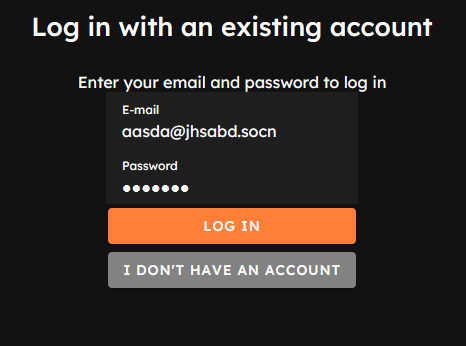 Log in with an existing account
Enter your email and password to log in
E-mail
aasda@jhsabd.socn
Password
●●●●●●●
LOG IN
I DON'T HAVE AN ACCOUNT